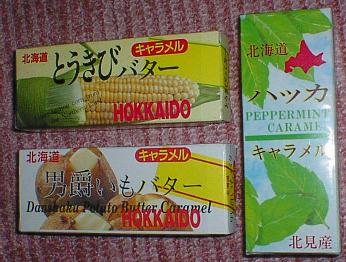 北海道
とうきびバター
キャラメル
HOKKAIDO
北海道
男爵いもバター
キャラメル
Danshaku Potato Butter Caramel
HOKKAIDO
北海道
ハッカ
PEPPERMINT
CARAMEL
キャラメル
北見産